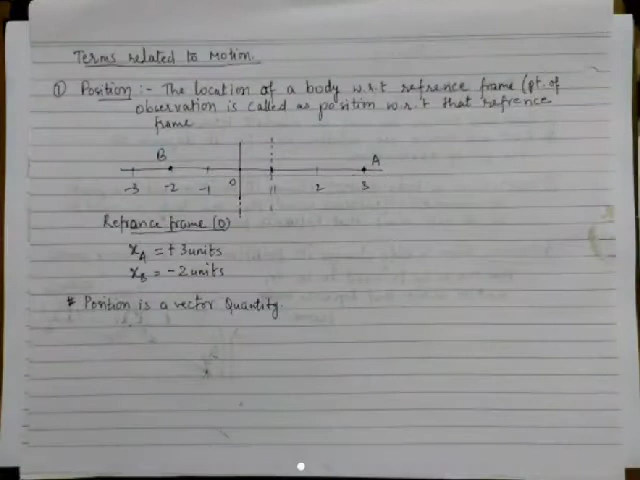 Terms related to Motion.
① Position :- The location of a body w.r.t refrence frame (pt. of
observation is called as position w.r.t that refrence
frame
B A
-3 -2 -1 0 1 2 3
Refrance frame (0)
xA = + 3 units
xB = - 2 units
# Position is a vector Quantity.